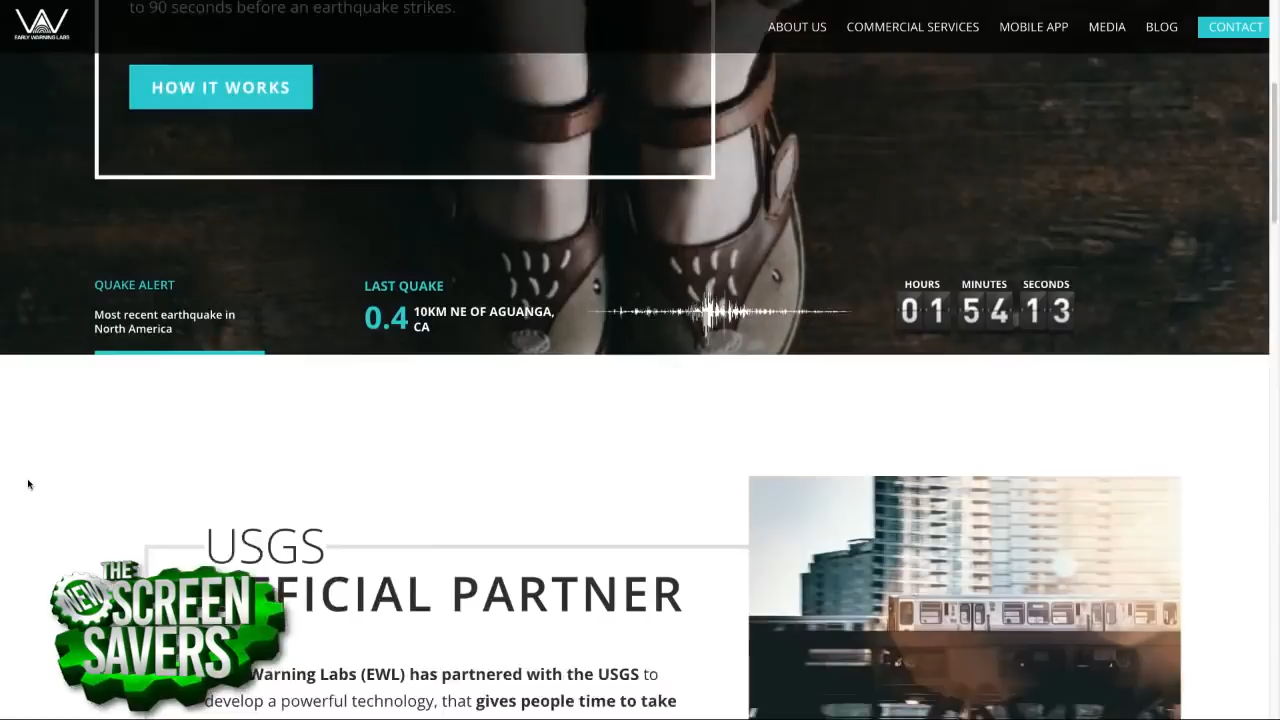 to 90 seconds before an earthquake strikes.
EARLY WARNING LABS
ABOUT US COMMERCIAL SERVICES MOBILE APP MEDIA BLOG CONTACT
HOW IT WORKS
QUAKE ALERT
Most recent earthquake in
North America
LAST QUAKE
0.4 10KM NE OF AGUANGA,
CA
HOURS MINUTES SECONDS
01 54 13
USGS
FICIAL PARTNER
Warning Labs (EWL) has partnered with the USGS to
develop a powerful technology, that gives people time to take
THE
NEW SCREEN
SAVERS